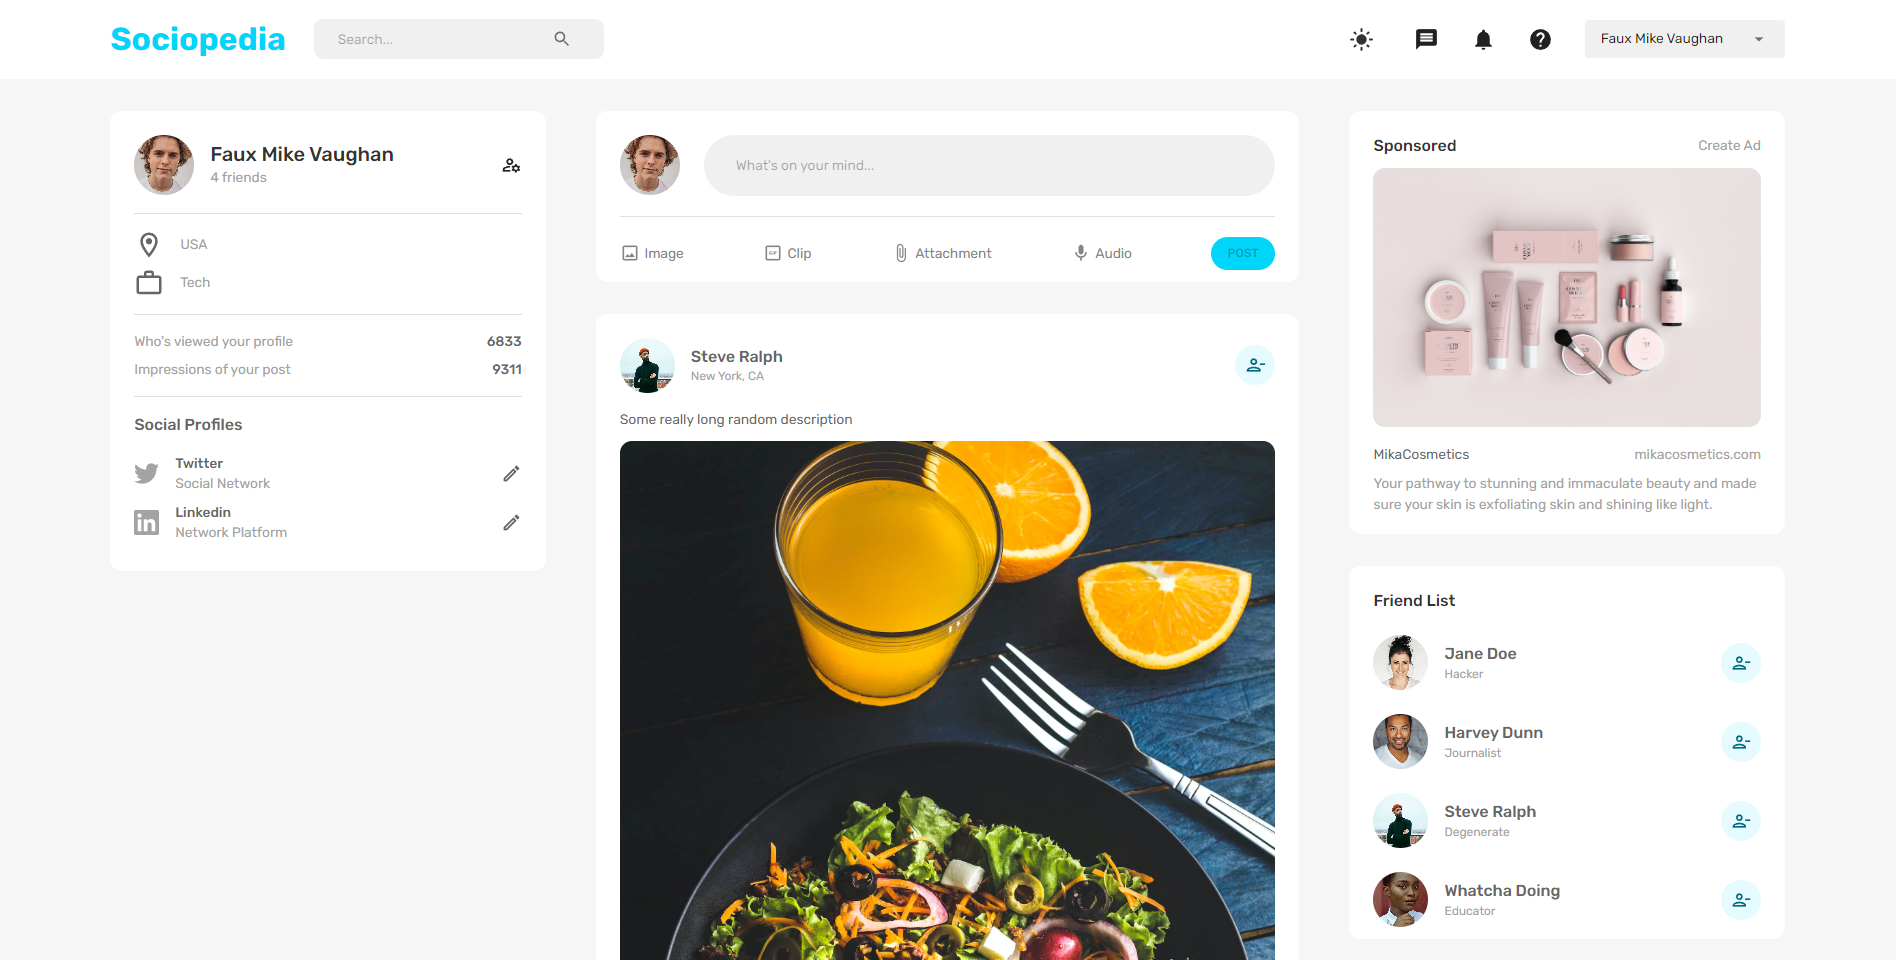 Sociopedia
Search...
Faux Mike Vaughan
Faux Mike Vaughan
4 friends
USA
Tech
Who's viewed your profile 6833
Impressions of your post 9311
Social Profiles
Twitter
Social Network
Linkedin
Network Platform
What's on your mind...
Image
GIF
Clip
Attachment
Audio
POST
Steve Ralph
New York, CA
Some really long random description
Sponsored
Create Ad
MikaCosmetics
mikacosmetics.com
Your pathway to stunning and immaculate beauty and made
sure your skin is exfoliating skin and shining like light.
Friend List
Jane Doe
Hacker
Harvey Dunn
Journalist
Steve Ralph
Degenerate
Whatcha Doing
Educator